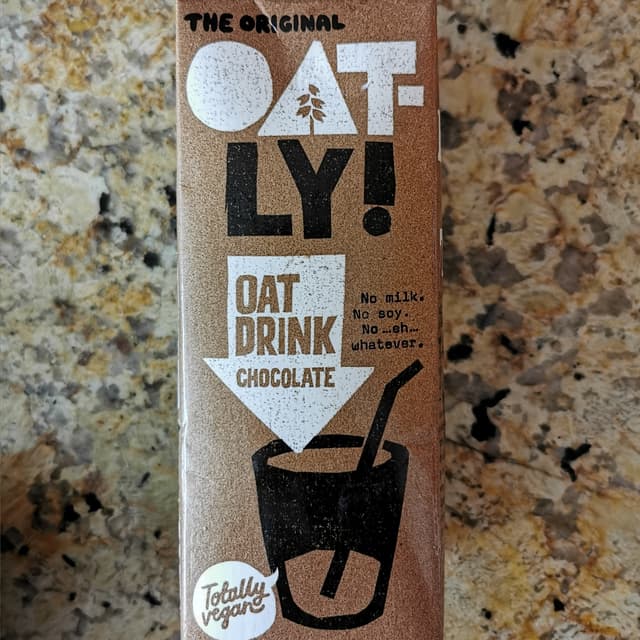 THE ORIGINAL
OAT-
LY!
OAT
DRINK
CHOCOLATE
No milk.
No soy.
No …eh…
whatever.
Totally
vegan